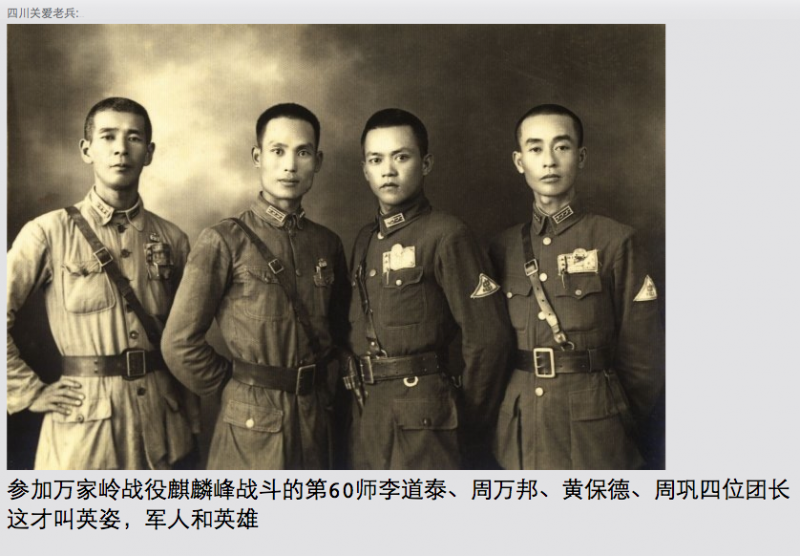 四川关爱老兵:
参加万家岭战役麒麟峰战斗的第60师李道泰、周万邦、黄保德、周巩四位团长
这才叫英姿，军人和英雄